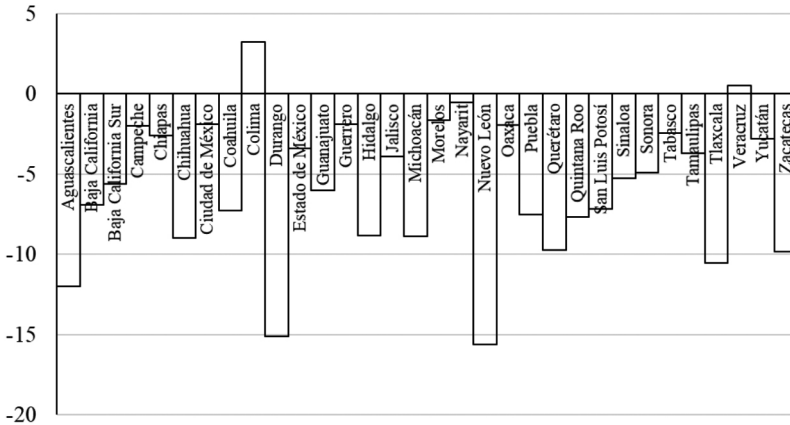 5
0
-5
-10
-15
-20
Aguascalientes
Baja California
Baja California Sur
Campeche
Chiapas
Chihuahua
Ciudad de México
Coahuila
Colima
Durango
Estado de México
Guanajuato
Guerrero
Hidalgo
Jalisco
Michoacán
Morelos
Nayarit
Nuevo León
Oaxaca
Puebla
Querétaro
Quintana Roo
San Luis Potosí
Sinaloa
Sonora
Tabasco
Tamaulipas
Tlaxcala
Veracruz
Yucatán
Zacatecas